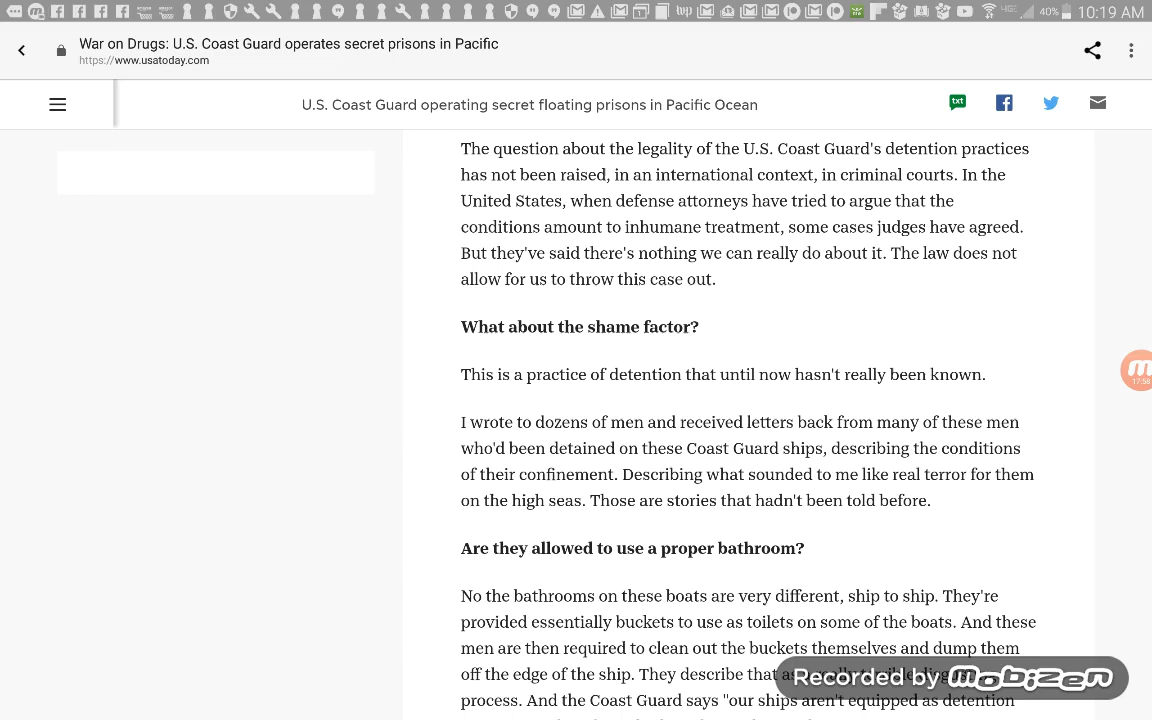 40% 10:19 AM
War on Drugs: U.S. Coast Guard operates secret prisons in Pacific
https://www.usatoday.com
U.S. Coast Guard operating secret floating prisons in Pacific Ocean
txt
The question about the legality of the U.S. Coast Guard's detention practices
has not been raised, in an international context, in criminal courts. In the
United States, when defense attorneys have tried to argue that the
conditions amount to inhumane treatment, some cases judges have agreed.
But they've said there's nothing we can really do about it. The law does not
allow for us to throw this case out.
What about the shame factor?
This is a practice of detention that until now hasn't really been known.
17:58
I wrote to dozens of men and received letters back from many of these men
who'd been detained on these Coast Guard ships, describing the conditions
of their confinement. Describing what sounded to me like real terror for them
on the high seas. Those are stories that hadn't been told before.
Are they allowed to use a proper bathroom?
No the bathrooms on these boats are very different, ship to ship. They're
provided essentially buckets to use as toilets on some of the boats. And these
men are then required to clean out the buckets themselves and dump them
off the edge of the ship. They describe that
Recorded by mobizen
process. And the Coast Guard says "our ships aren't equipped as detention